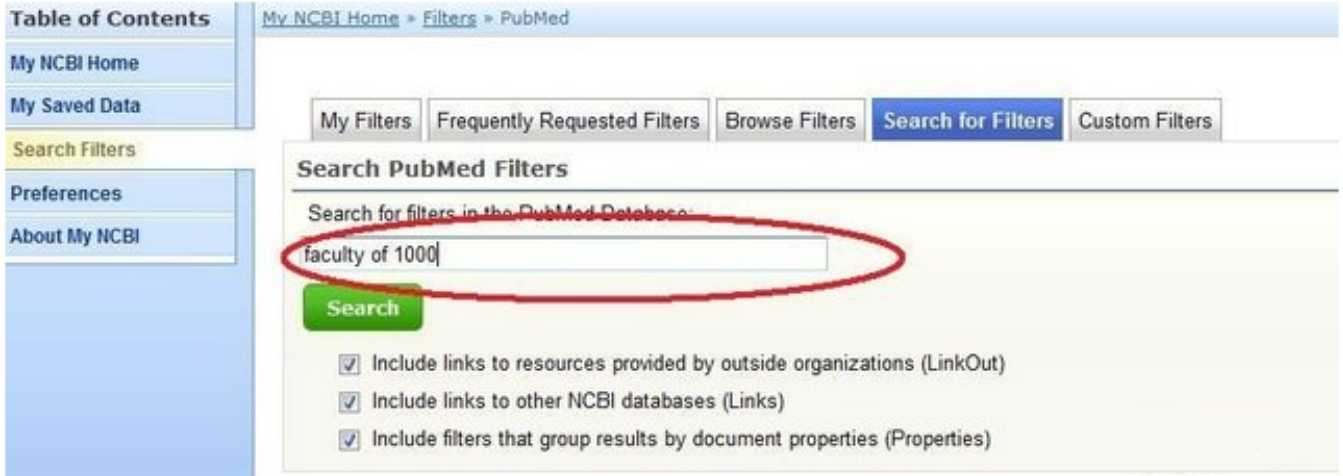 Table of Contents
My NCBI Home » Filters » PubMed
My NCBI Home
My Saved Data
Search Filters
Preferences
About My NCBI
My Filters Frequently Requested Filters Browse Filters Search for Filters Custom Filters
Search PubMed Filters
Search for filters in the PubMed Database:
faculty of 1000
Search
Include links to resources provided by outside organizations (LinkOut)
Include links to other NCBI databases (Links)
Include filters that group results by document properties (Properties)